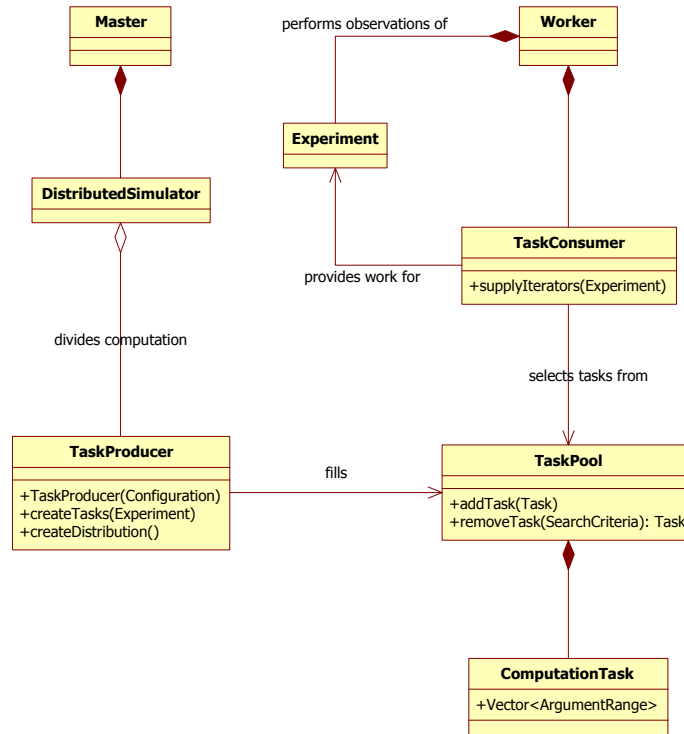 Master
performs observations of
Worker
Experiment
DistributedSimulator
TaskConsumer
+supplyIterators(Experiment)
provides work for
divides computation
selects tasks from
TaskProducer
+TaskProducer(Configuration)
+createTasks(Experiment)
+createDistribution()
fills
TaskPool
+addTask(Task)
+removeTask(SearchCriteria): Task
ComputationTask
+Vector<ArgumentRange>